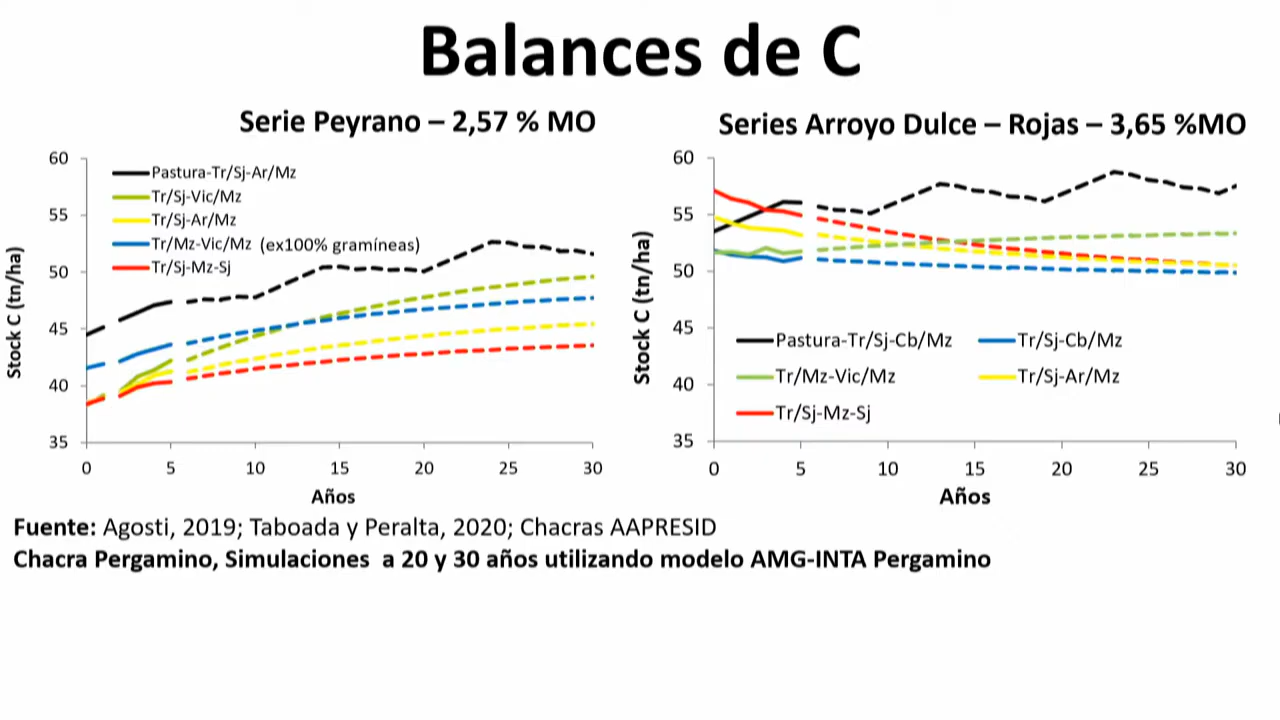 Balances de C
Serie Peyrano – 2,57 % MO
60
55
50
45
40
35
Stock C (tn/ha)
Pastura-Tr/Sj-Ar/Mz
Tr/Sj-Vic/Mz
Tr/Sj-Ar/Mz
Tr/Mz-Vic/Mz (ex100% gramíneas)
Tr/Sj-Mz-Sj
0 5 10 15 20 25 30
Años
Series Arroyo Dulce – Rojas – 3,65 %MO
60
55
50
45
40
35
Stock C (tn/ha)
Pastura-Tr/Sj-Cb/Mz
Tr/Sj-Cb/Mz
Tr/Mz-Vic/Mz
Tr/Sj-Ar/Mz
Tr/Sj-Mz-Sj
0 5 10 15 20 25 30
Años
Fuente: Agosti, 2019; Taboada y Peralta, 2020; Chacras AAPRESID
Chacra Pergamino, Simulaciones a 20 y 30 años utilizando modelo AMG-INTA Pergamino